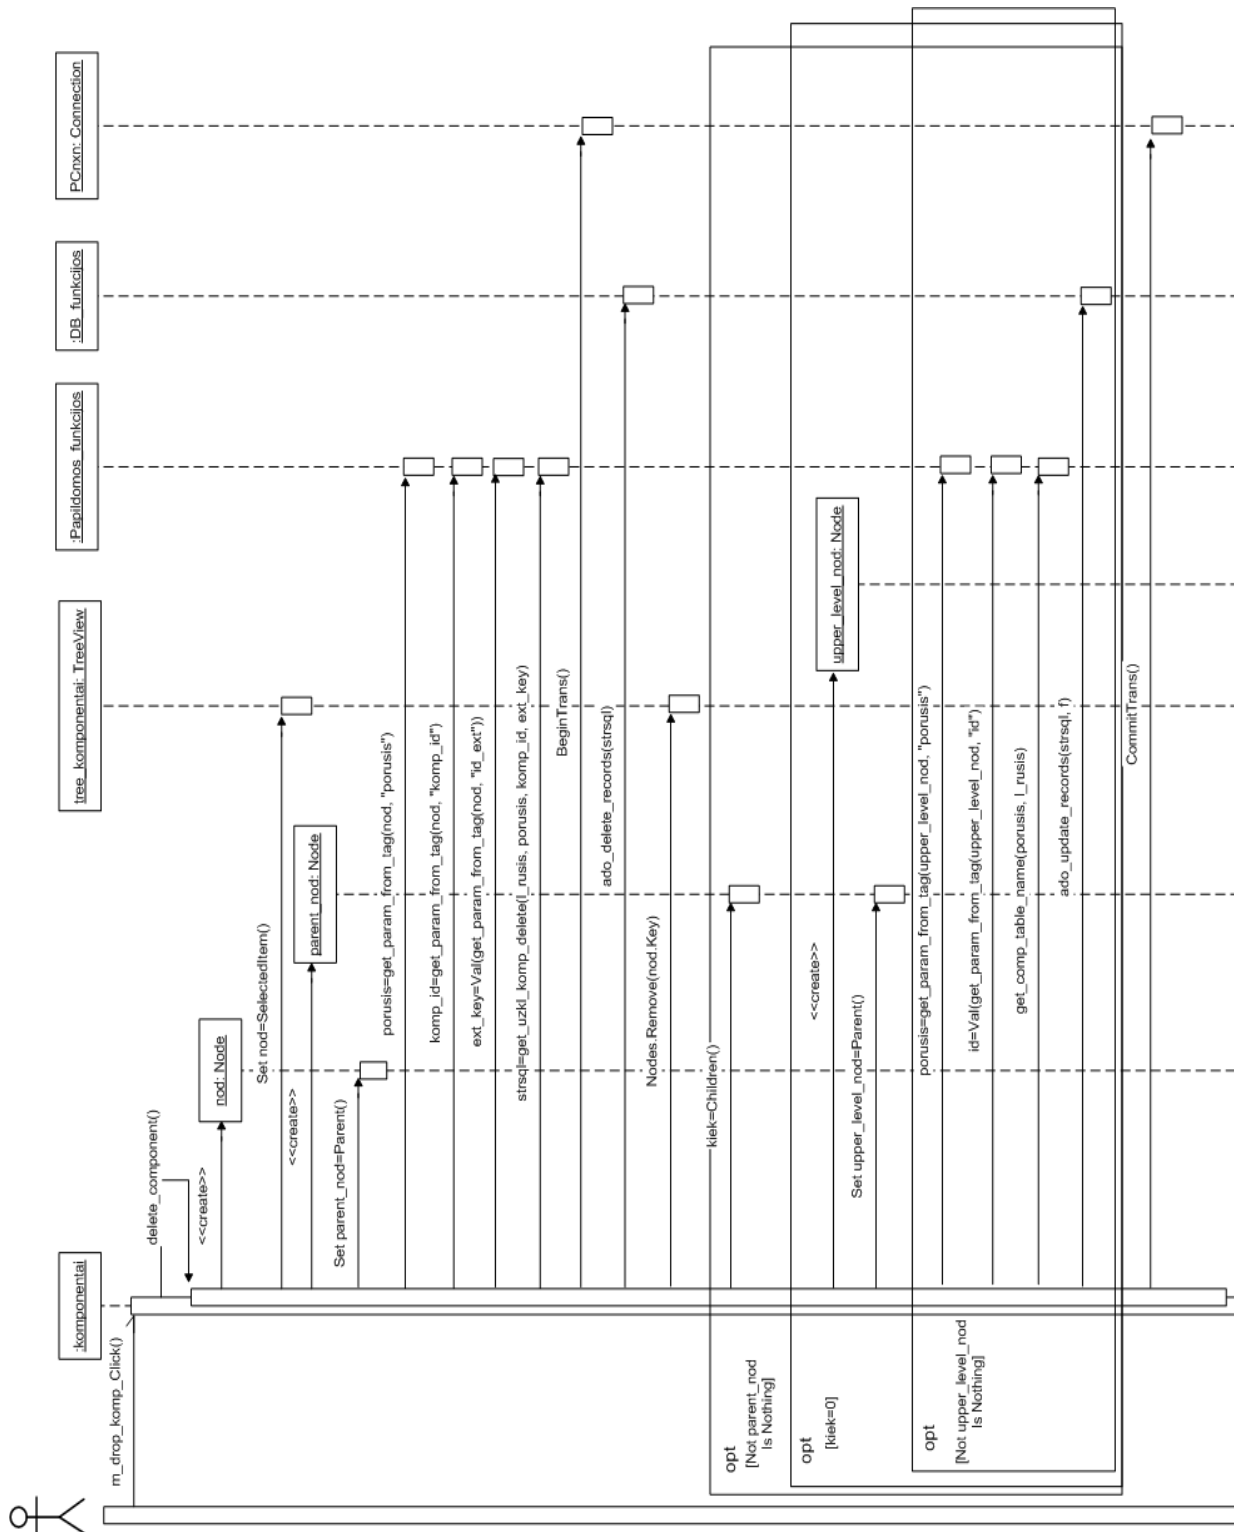 :komponentai
tree_komponentai: TreeView
:Papildomos_funkcijos
:DB_funkcijos
PCnxn: Connection
m_drop_komp_Click()
delete_component()
<<create>>
nod: Node
Set nod=SelectedItem()
<<create>>
parent_nod: Node
Set parent_nod=Parent()
porusis=get_param_from_tag(nod, "porusis")
komp_id=get_param_from_tag(nod, "komp_id")
ext_key=Val(get_param_from_tag(nod, "id_ext"))
strsql=get_uzkl_komp_delete(l_rusis, porusis, komp_id, ext_key)
BeginTrans()
ado_delete_records(strsql)
Nodes.Remove(nod.Key)
opt
[Not parent_nod
Is Nothing]
kiek=Children()
opt
[kiek=0]
<<create>>
upper_level_nod: Node
Set upper_level_nod=Parent()
opt
[Not upper_level_nod
Is Nothing]
porusis=get_param_from_tag(upper_level_nod, "porusis")
id=Val(get_param_from_tag(upper_level_nod, "id")
get_comp_table_name(porusis, l_rusis)
ado_update_records(strsql, f)
CommitTrans()